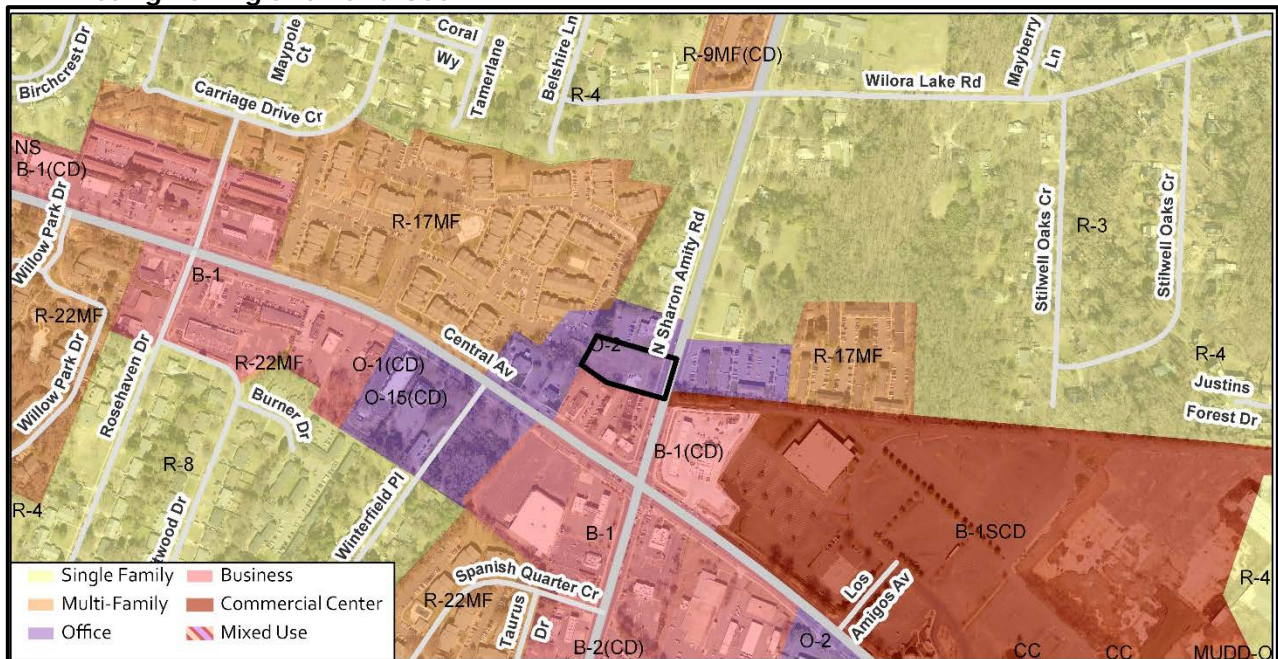 Coral
Wy
Maypole
Ct
Birchcrest Dr
Tamerlane
Belshire Ln
R-9MF(CD)
Mayberry
Ln
Wilora Lake Rd
R-4
Carriage Drive Cr
NS
B-1(CD)
Willow Park Dr
R-17MF
N Sharon Amity Rd
Stilwell Oaks Cr
R-3
Stilwell Oaks Cr
B-1
R-22MF
Central Av
O-2
Willow Park Dr
Rosehaven Dr
R-22MF
O-1(CD)
O-15(CD)
R-17MF
R-4
Justins
Forest Dr
Burner Dr
R-8
Winterfield Pl
B-1(CD)
R-4
B-1
B-1SCD
R-4
Los
Amigos Av
Spanish Quarter Cr
R-22MF
Taurus
Dr
B-2(CD)
O-2
CC
CC
MUDD-O
Single Family
Business
Multi-Family
Commercial Center
Office
Mixed Use